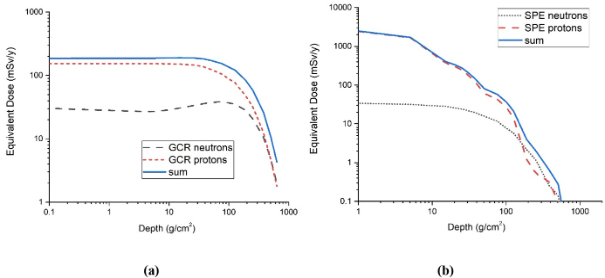 (a)
Equivalent Dose (mSv/y)
1000
100
10
1
GCR neutrons
GCR protons
sum
0.1
1
10
100
1000
Depth (g/cm²)
(a)
(b)
SPE neutrons
SPE protons
sum
Equivalent Dose (mSv/y)
10000
1000
100
10
1
0.1
1
10
100
1000
Depth (g/cm²)
(b)